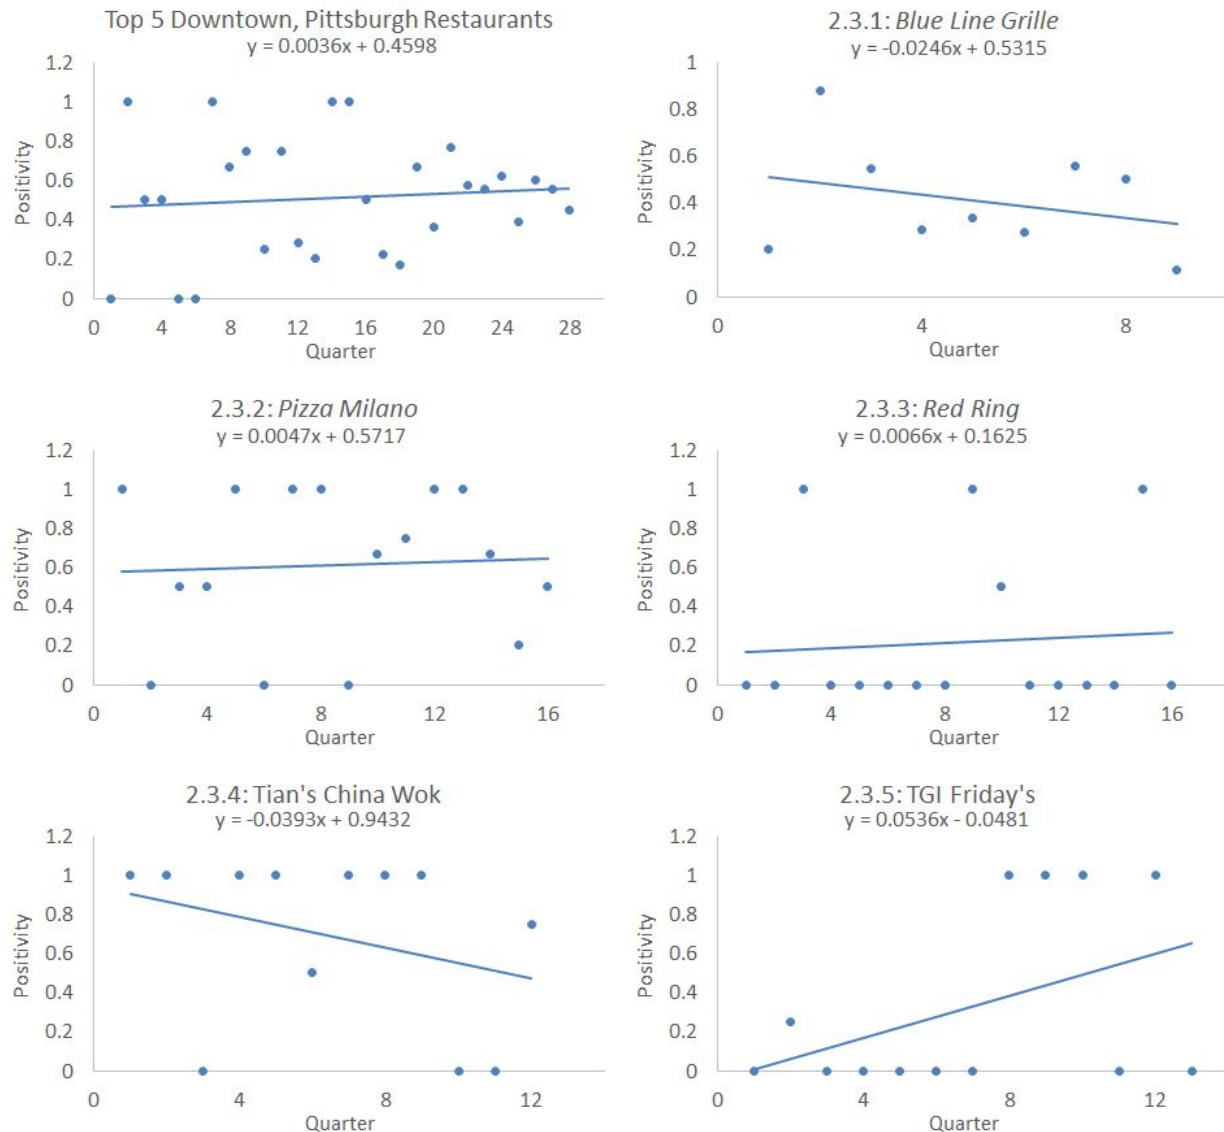 Top 5 Downtown, Pittsburgh Restaurants
y = 0.0036x + 0.4598
1.2
1
0.8
0.6
0.4
0.2
0
Positivity
0 4 8 12 16 20 24 28
Quarter
2.3.1: Blue Line Grille
y = -0.0246x + 0.5315
1
0.8
0.6
0.4
0.2
0
Positivity
0 4 8
Quarter
2.3.2: Pizza Milano
y = 0.0047x + 0.5717
1.2
1
0.8
0.6
0.4
0.2
0
Positivity
0 4 8 12 16
Quarter
2.3.3: Red Ring
y = 0.0066x + 0.1625
1.2
1
0.8
0.6
0.4
0.2
0
Positivity
0 4 8 12 16
Quarter
2.3.4: Tian's China Wok
y = -0.0393x + 0.9432
1.2
1
0.8
0.6
0.4
0.2
0
Positivity
0 4 8 12
Quarter
2.3.5: TGI Friday's
y = 0.0536x - 0.0481
1.2
1
0.8
0.6
0.4
0.2
0
Positivity
0 4 8 12
Quarter